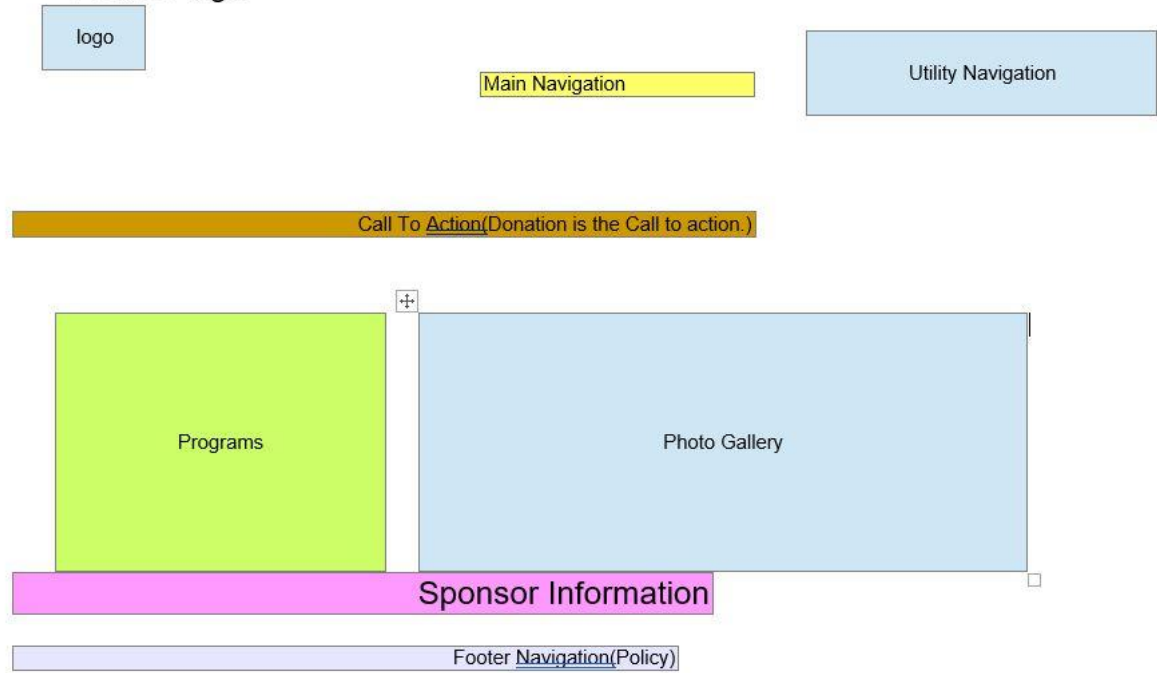 logo
Utility Navigation
Main Navigation
Call To Action(Donation is the Call to action.)
Programs
Photo Gallery
Sponsor Information
Footer Navigation(Policy)